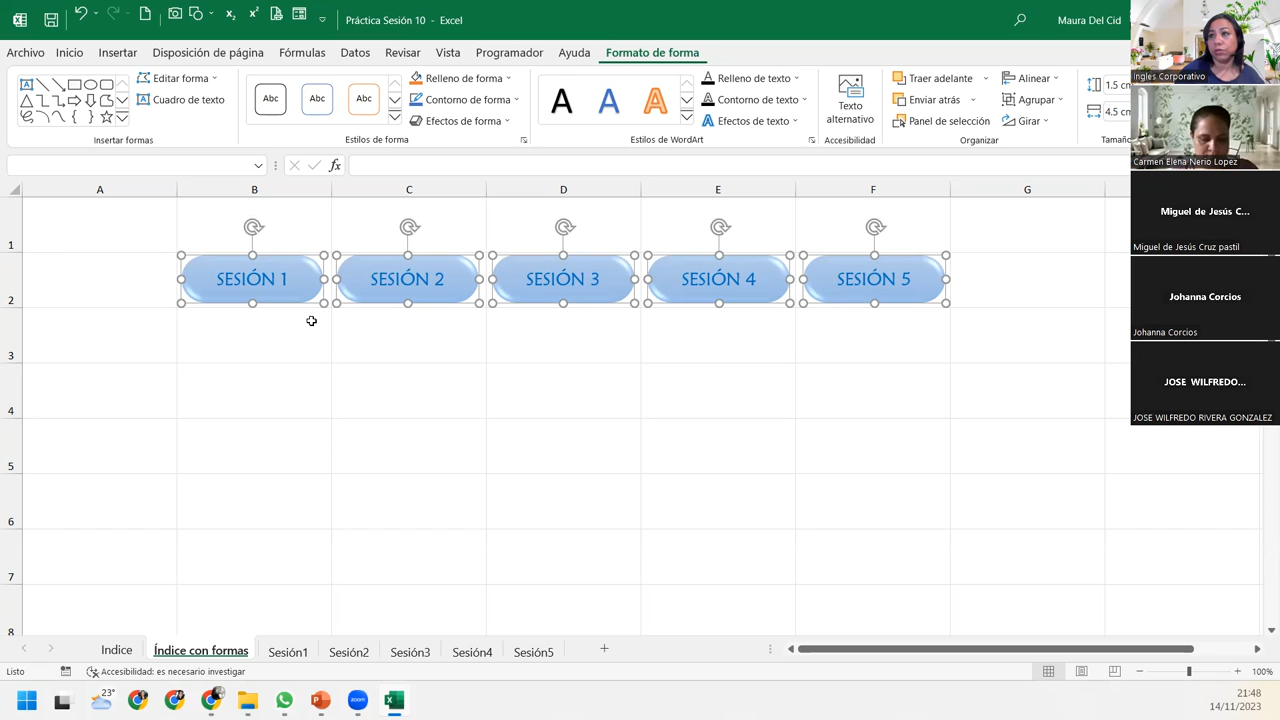 Práctica Sesión 10 - Excel
Maura Del Cid
Archivo Inicio Insertar Disposición de página Fórmulas Datos Revisar Vista Programador Ayuda Formato de forma
Editar forma
Cuadro de texto
Insertar formas
Abc Abc Abc
Relleno de forma
Contorno de forma
Efectos de forma
Estilos de forma
A A A
Relleno de texto
Contorno de texto
Efectos de texto
Estilos de WordArt
Texto
alternativo
Accesibilidad
Traer adelante
Enviar atrás
Panel de selección
Alinear
Agrupar
Girar
Organizar
1.5 cm
4.5 cm
Tamaño
fx
A B C D E F G
1
2
3
4
5
6
7
8
SESIÓN 1 SESIÓN 2 SESIÓN 3 SESIÓN 4 SESIÓN 5
Ingles Corporativo
Carmen Elena Nerio Lopez
Miguel de Jesús C...
Miguel de Jesús Cruz pastil
Johanna Corcios
Johanna Corcios
JOSE WILFREDO...
JOSE WILFREDO RIVERA GONZALEZ
Indice Índice con formas Sesión1 Sesión2 Sesión3 Sesión4 Sesión5
Listo
Accesibilidad: es necesario investigar
100%
23°
zoom
21:48
14/11/2023